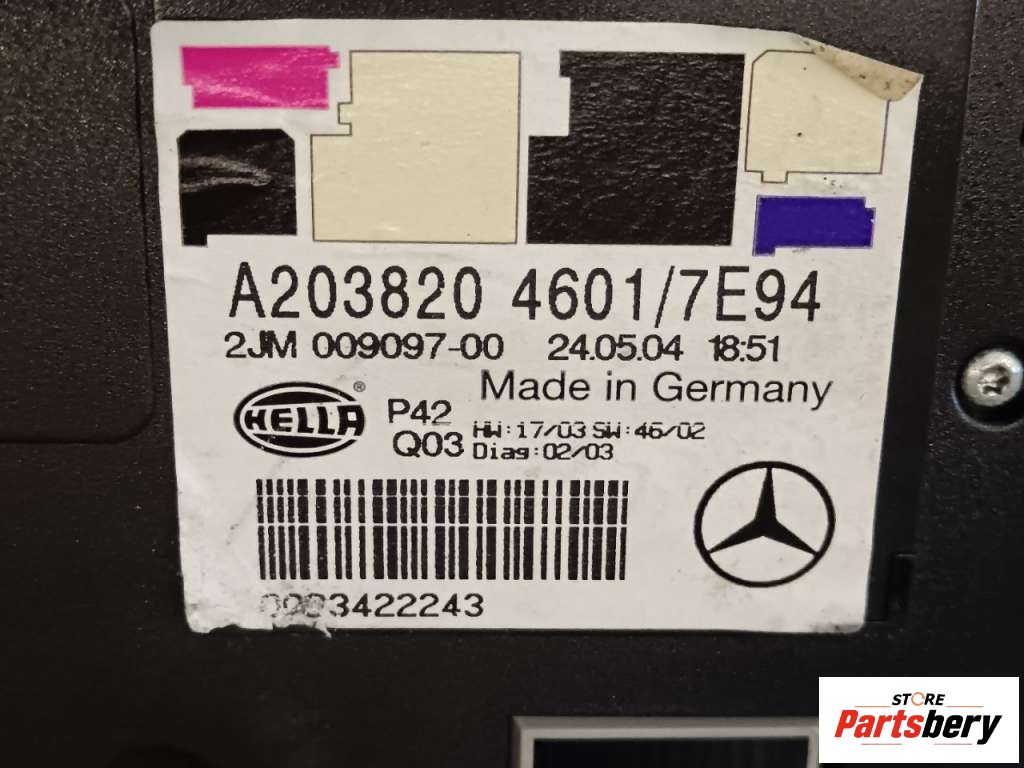 A203820 4601/7E94
2JM 009097-00 24.05.04 18:51
Made in Germany
HELLA®
P42
Q03
HW:17/03 SW:46/02
Diag:02/03
STORE
Partsbery